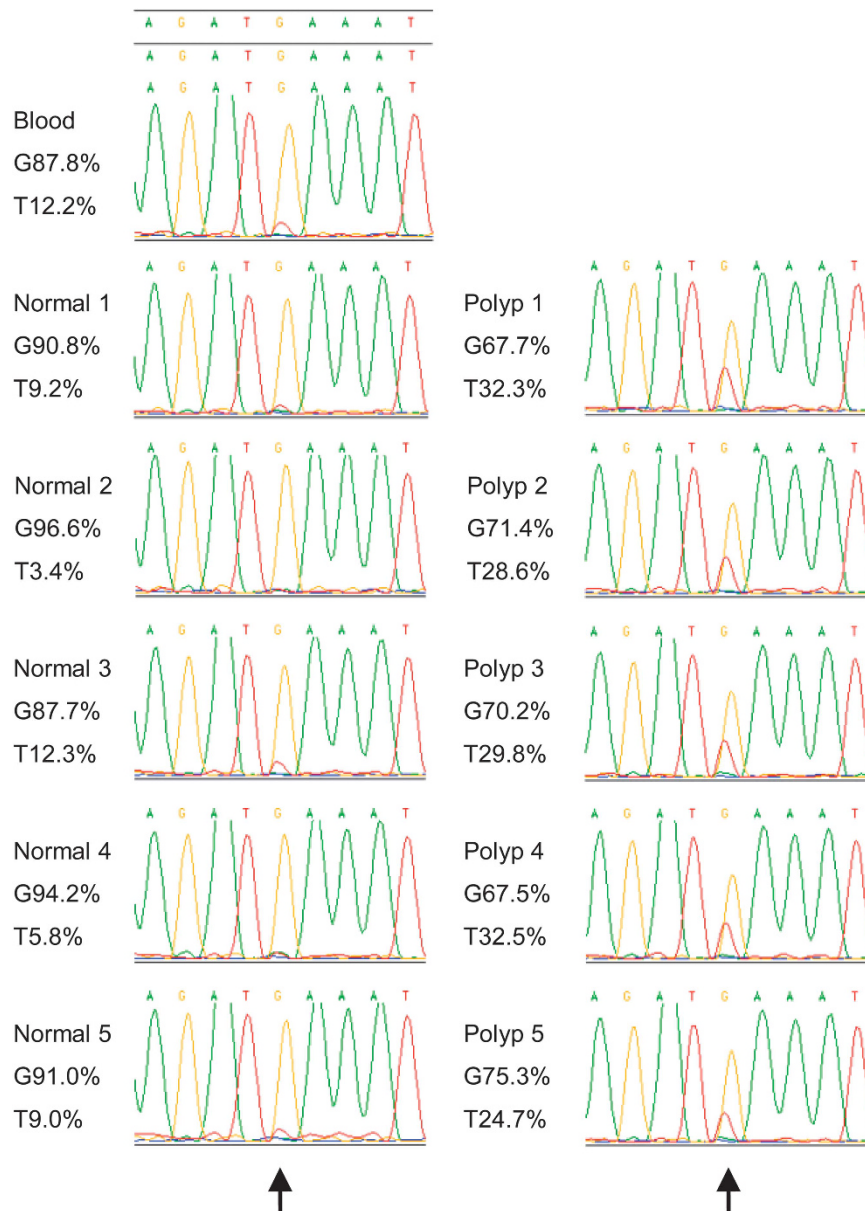 A G A T G A A A T
A G A T G A A A T
A G A T G A A A T
Blood
G87.8%
T12.2%
A G A T G A A A T
Normal 1
G90.8%
T9.2%
A G A T G A A A T
Polyp 1
G67.7%
T32.3%
A G A T G A A A T
Normal 2
G96.6%
T3.4%
A G A T G A A A T
Polyp 2
G71.4%
T28.6%
A G A T G A A A T
Normal 3
G87.7%
T12.3%
A G A T G A A A T
Polyp 3
G70.2%
T29.8%
A G A T G A A A T
Normal 4
G94.2%
T5.8%
A G A T G A A A T
Polyp 4
G67.5%
T32.5%
A G A T G A A A T
Normal 5
G91.0%
T9.0%
A G A T G A A A T
Polyp 5
G75.3%
T24.7%